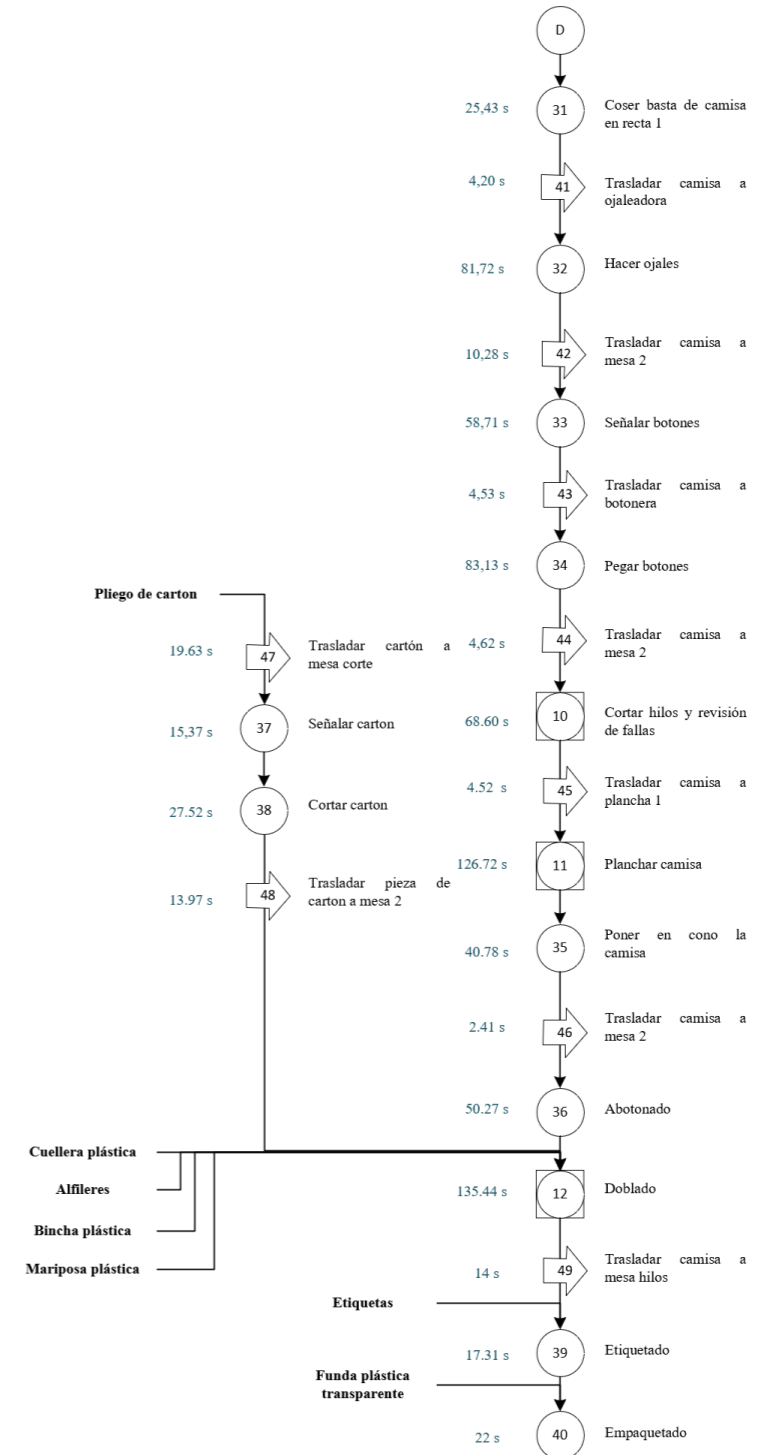 D
25,43 s
31
Coser basta de camisa
en recta 1
4,20 s
41
Trasladar camisa a
ojaleadora
81,72 s
32
Hacer ojales
10,28 s
42
Trasladar camisa a
mesa 2
58,71 s
33
Señalar botones
4,53 s
43
Trasladar camisa a
botonera
83,13 s
34
Pegar botones
Pliego de carton
19.63 s
47
Trasladar cartón a
mesa corte
4,62 s
44
Trasladar camisa a
mesa 2
15,37 s
37
Señalar carton
68.60 s
10
Cortar hilos y revisión
de fallas
27.52 s
38
Cortar carton
4.52 s
45
Trasladar camisa a
plancha 1
13.97 s
48
Trasladar pieza de
carton a mesa 2
126.72 s
11
Planchar camisa
40.78 s
35
Poner en cono la
camisa
2.41 s
46
Trasladar camisa a
mesa 2
50.27 s
36
Abotonado
Cuellera plástica
Alfileres
Bincha plástica
Mariposa plástica
135.44 s
12
Doblado
14 s
49
Trasladar camisa a
mesa hilos
Etiquetas
17.31 s
39
Etiquetado
Funda plástica
transparente
22 s
40
Empaquetado